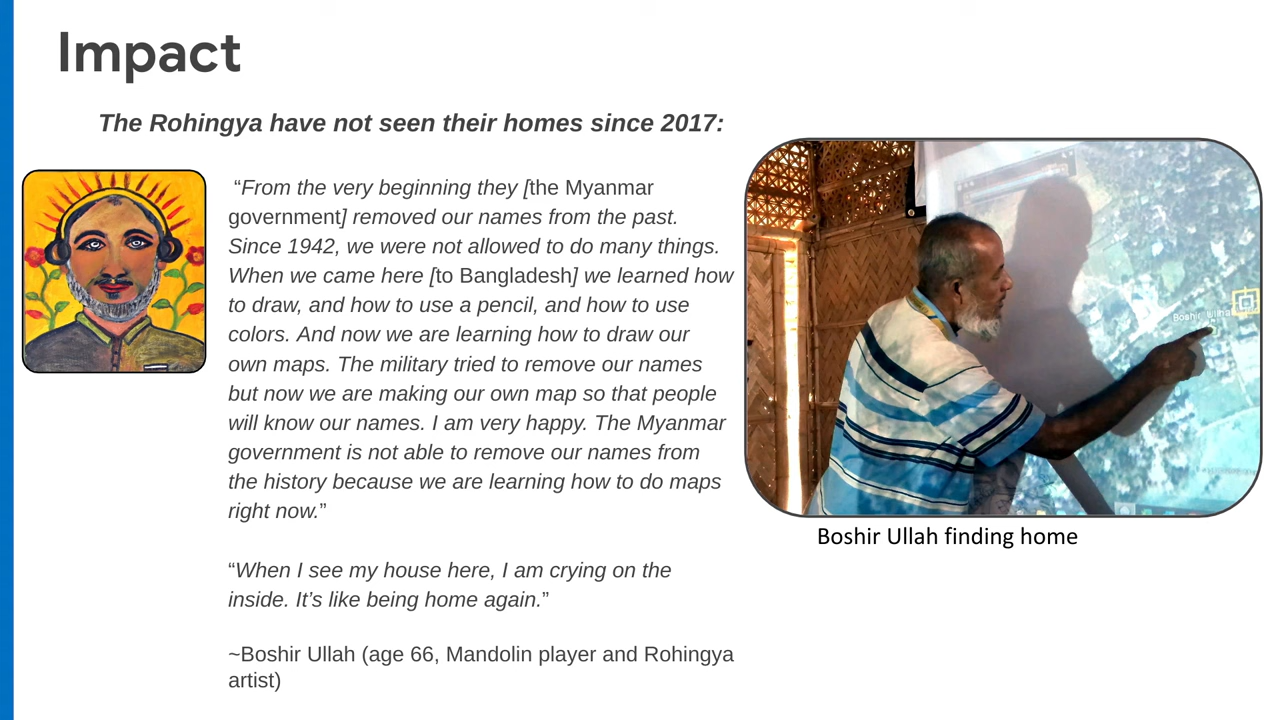 Impact
The Rohingya have not seen their homes since 2017:
“From the very beginning they [the Myanmar
government] removed our names from the past.
Since 1942, we were not allowed to do many things.
When we came here [to Bangladesh] we learned how
to draw, and how to use a pencil, and how to use
colors. And now we are learning how to draw our
own maps. The military tried to remove our names
but now we are making our own map so that people
will know our names. I am very happy. The Myanmar
government is not able to remove our names from
the history because we are learning how to do maps
right now.”
“When I see my house here, I am crying on the
inside. It’s like being home again.”
~Boshir Ullah (age 66, Mandolin player and Rohingya
artist)
Boshir Ullah
Boshir Ullah finding home